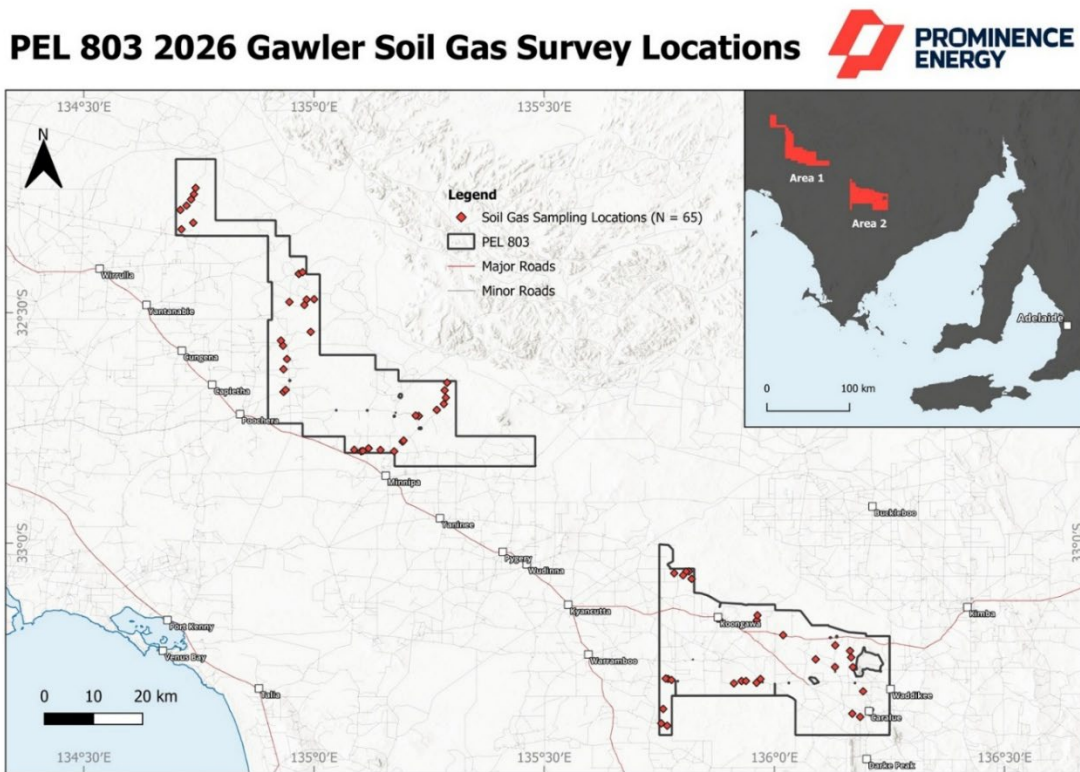 PEL 803 2026 Gawler Soil Gas Survey Locations
PROMINENCE
ENERGY
134°30'E
135°0'E
135°30'E
N
Legend
Soil Gas Sampling Locations (N = 65)
PEL 803
Major Roads
Minor Roads
Area 1
Area 2
Adelaide
0 100 km
Wirrulla
Yantanabie
32°30'S
32°30'S
Cungena
Capietha
Poochera
Minnipa
Yaninee
Buckleboo
33°0'S
33°0'S
Pygery
Wudinna
Kyancutta
Koongawa
Kimba
Port Kenny
Venus Bay
Warramboo
Talia
Waddikee
Caralue
0 10 20 km
Darke Peak
134°30'E
135°0'E
135°30'E
136°0'E
136°30'E